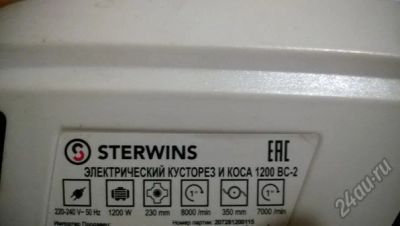 STERWINS
EAC
ЭЛЕКТРИЧЕСКИЙ КУСТОРЕЗ И КОСА 1200 BC-2
220-240 V~ 50 Hz 1200 W 230 mm 8000 /min 350 mm 7000 /min
Номер партии: 207261200115
24au.ru